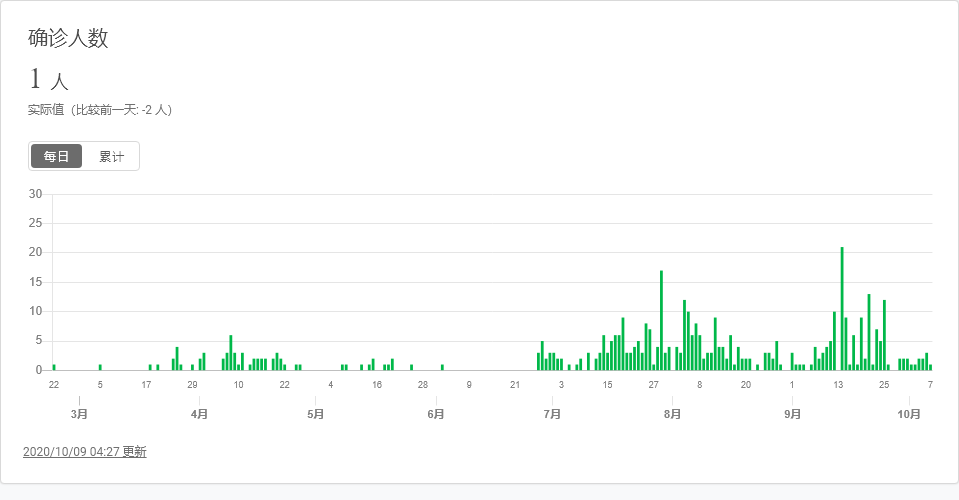 确诊人数
1 人
实际值（比较前一天: -2 人）
每日 累计
30
25
20
15
10
5
0
22 5 17 29 10 22 4 16 28 9 21 3 15 27 8 20 1 13 25 7
3月 4月 5月 6月 7月 8月 9月 10月
2020/10/09 04:27 更新